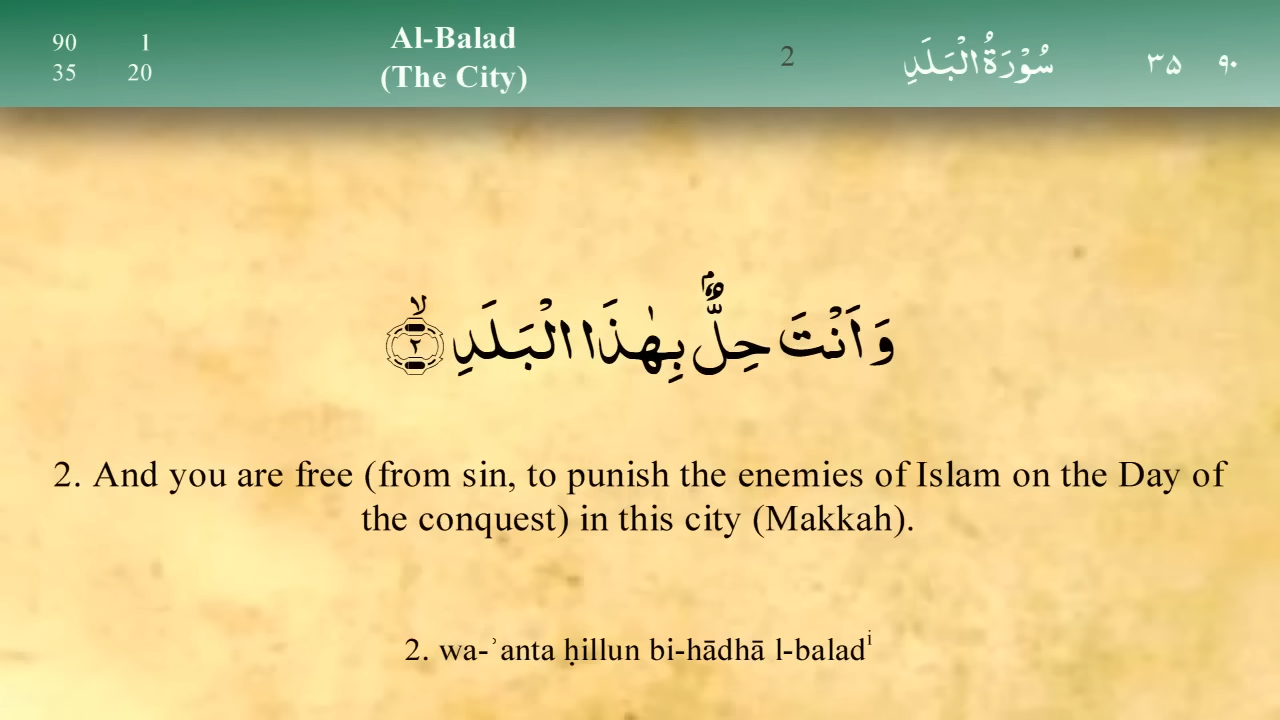 90 1
35 20
Al-Balad
(The City)
2
سُوْرَةُ الْبَلَدِ
٣۵ ٩٠
وَ اَنْتَ حِلٌّۢ بِهٰذَا الْبَلَدِۙ ٢
2. And you are free (from sin, to punish the enemies of Islam on the Day of
the conquest) in this city (Makkah).
2. wa-ʾanta ḥillun bi-hādhā l-baladⁱ